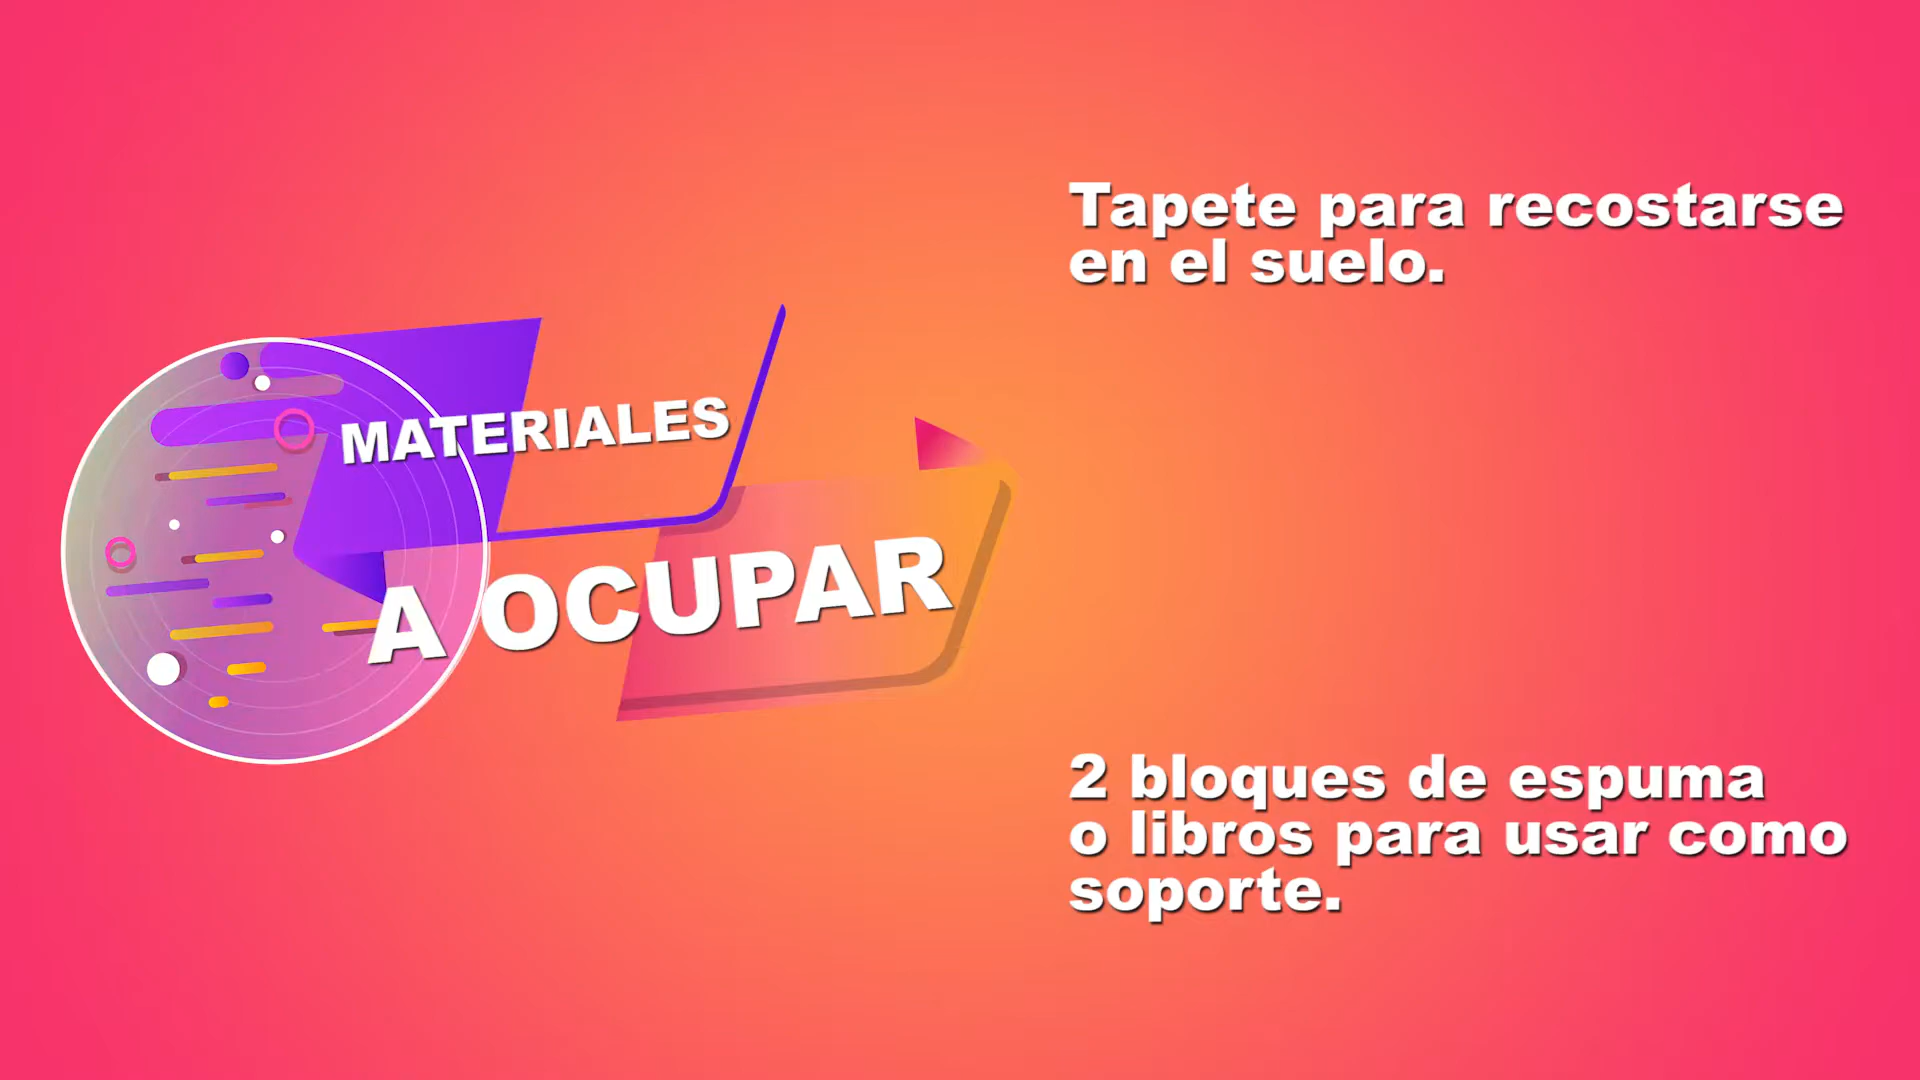 MATERIALES
A OCUPAR
Tapete para recostarse
en el suelo.
2 bloques de espuma
o libros para usar como
soporte.